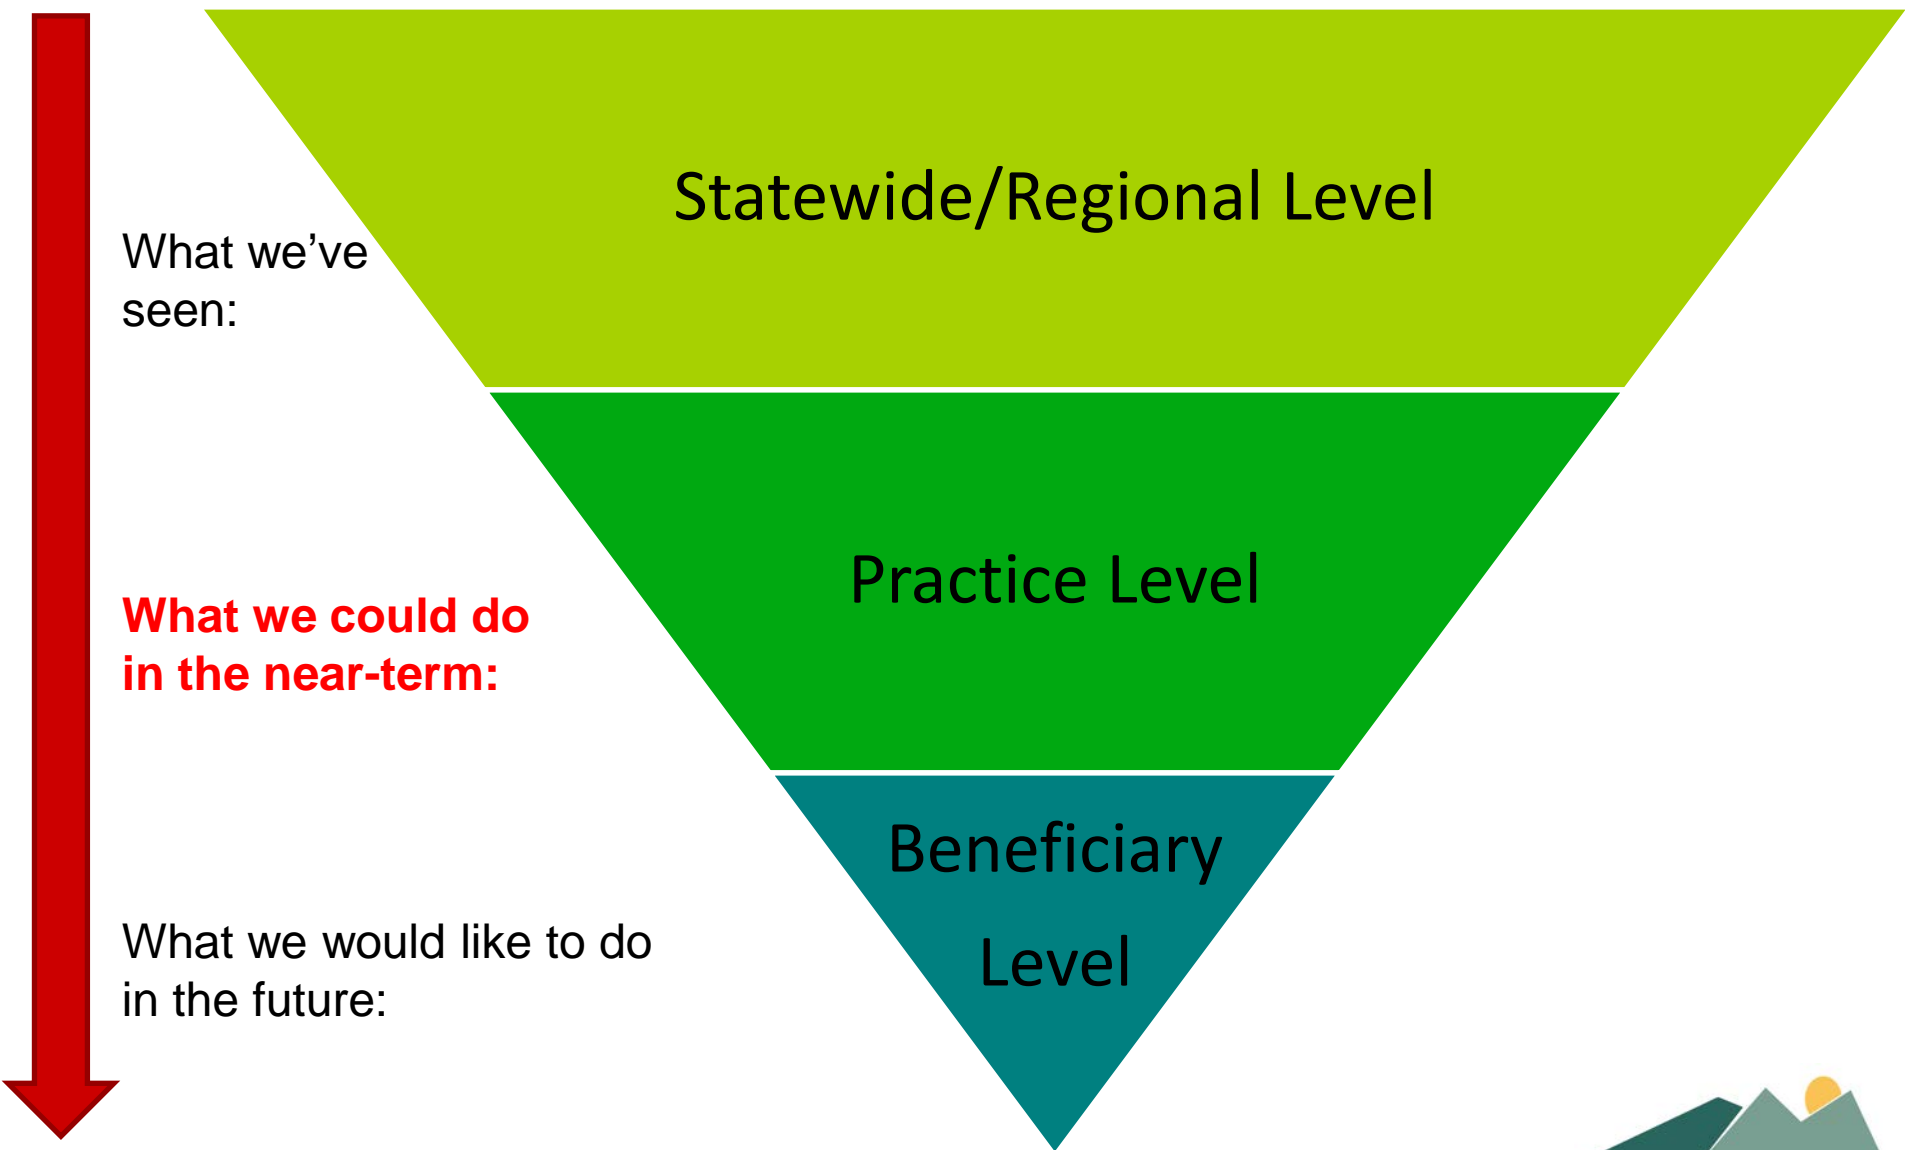 Statewide/Regional Level
What we’ve
seen:
Practice Level
What we could do
in the near-term:
Beneficiary
Level
What we would like to do
in the future: